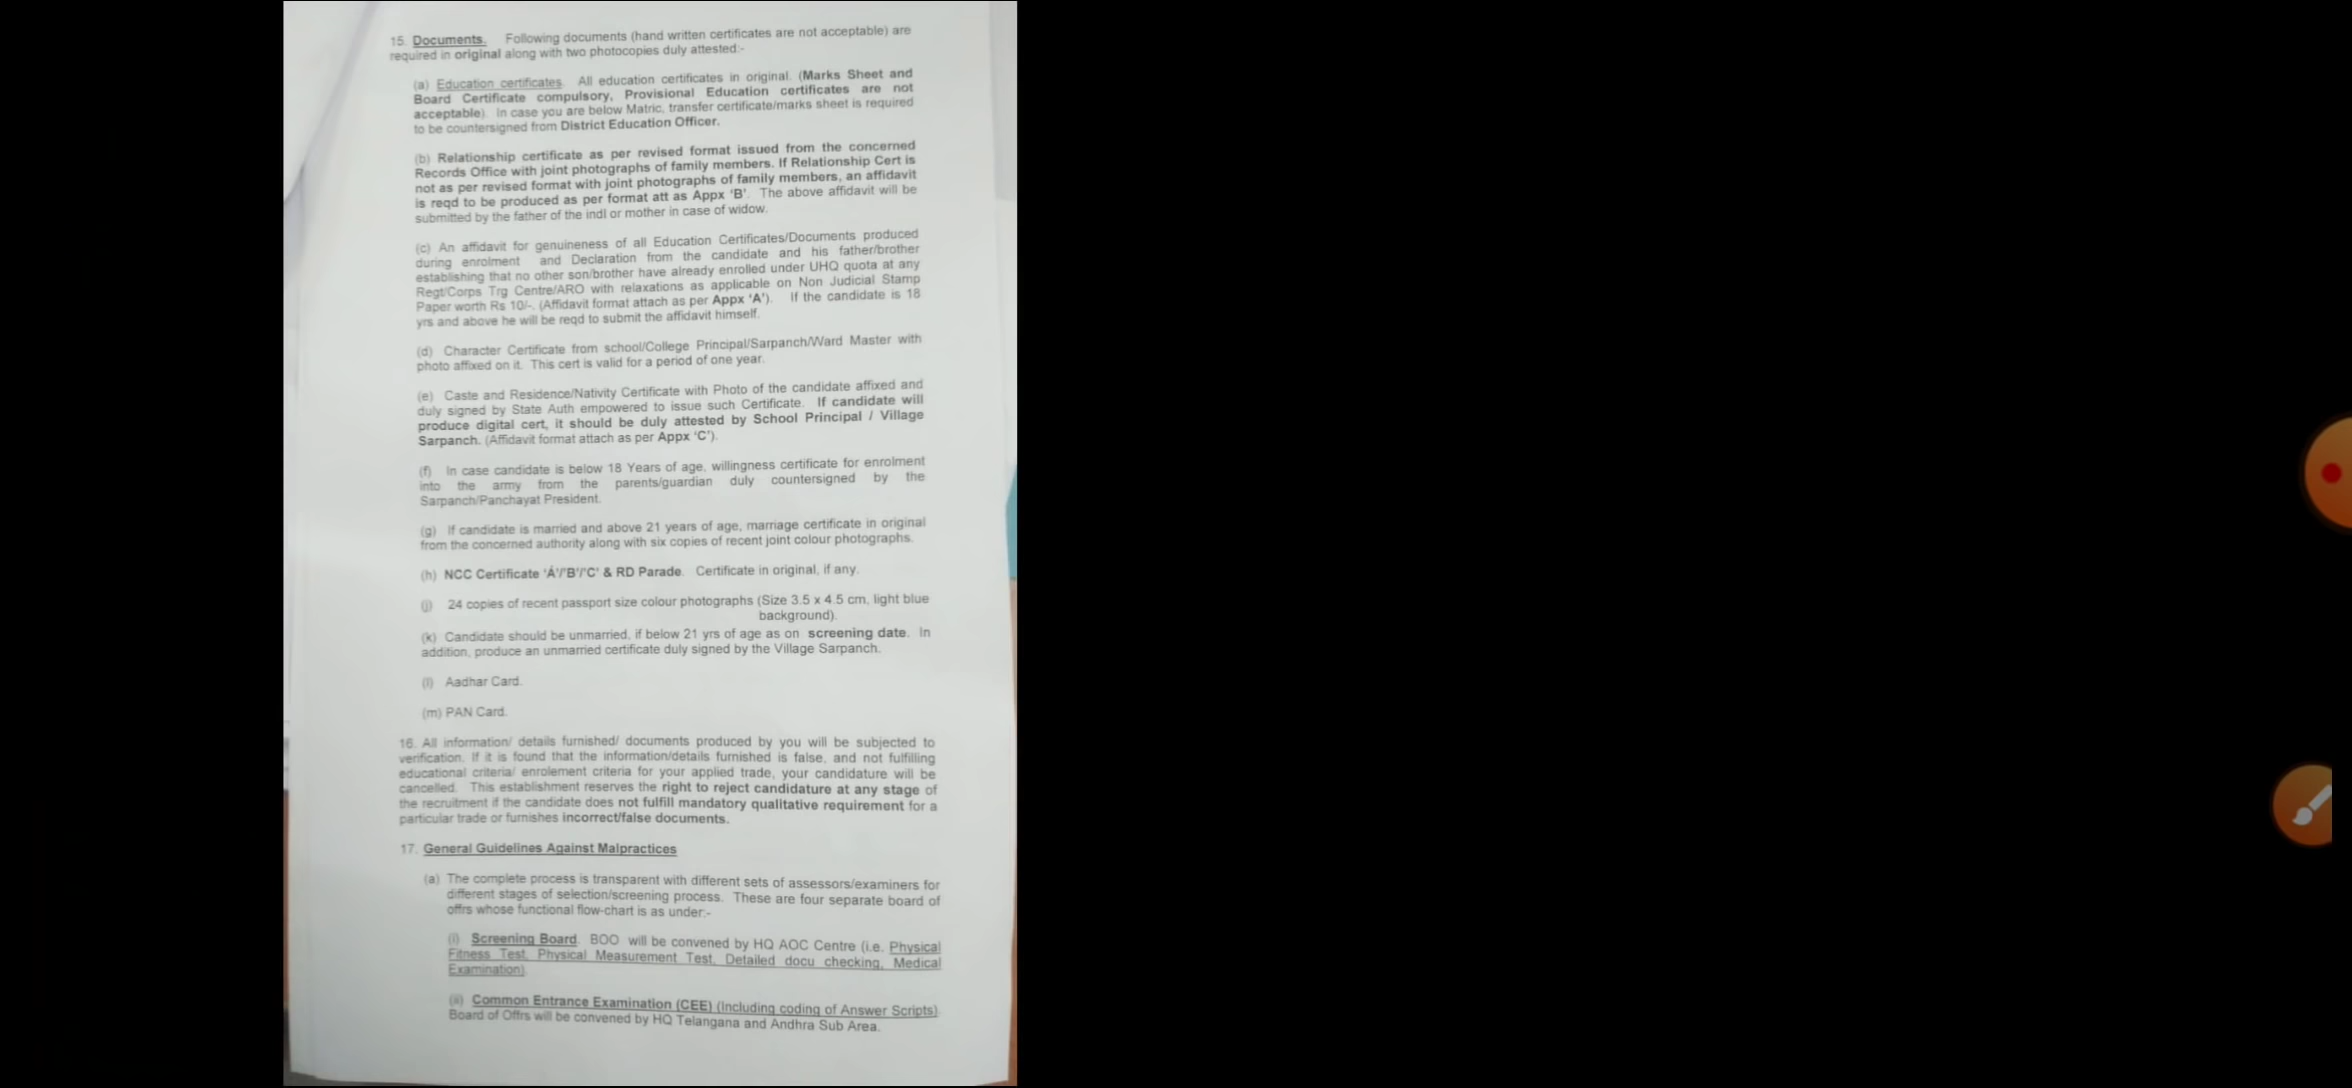 15. Documents. Following documents (hand written certificates are not acceptable) are
required in original along with two photocopies duly attested:-
(a) Education certificates. All education certificates in original. (Marks Sheet and
Board Certificate compulsory, Provisional Education certificates are not
acceptable). In case you are below Matric, transfer certificate/marks sheet is required
to be countersigned from District Education Officer.
(b) Relationship certificate as per revised format issued from the concerned
Records Office with joint photographs of family members. If Relationship Cert is
not as per revised format with joint photographs of family members, an affidavit
is reqd to be produced as per format att as Appx 'B'. The above affidavit will be
submitted by the father of the indl or mother in case of widow.
(c) An affidavit for genuineness of all Education Certificates/Documents produced
during enrolment and Declaration from the candidate and his father/brother
establishing that no other son/brother have already enrolled under UHQ quota at any
Regt/Corps Trg Centre/ARO with relaxations as applicable on Non Judicial Stamp
Paper worth Rs 10/-. (Affidavit format attach as per Appx 'A'). If the candidate is 18
yrs and above he will be reqd to submit the affidavit himself.
(d) Character Certificate from school/College Principal/Sarpanch/Ward Master with
photo affixed on it. This cert is valid for a period of one year.
(e) Caste and Residence/Nativity Certificate with Photo of the candidate affixed and
duly signed by State Auth empowered to issue such Certificate. If candidate will
produce digital cert, it should be duly attested by School Principal / Village
Sarpanch. (Affidavit format attach as per Appx 'C').
(f) In case candidate is below 18 Years of age, willingness certificate for enrolment
into the army from the parents/guardian duly countersigned by the
Sarpanch/Panchayat President.
(g) If candidate is married and above 21 years of age, marriage certificate in original
from the concerned authority along with six copies of recent joint colour photographs.
(h) NCC Certificate 'A'/'B'/'C' & RD Parade. Certificate in original, if any.
(j) 24 copies of recent passport size colour photographs (Size 3.5 x 4.5 cm, light blue
background).
(k) Candidate should be unmarried, if below 21 yrs of age as on screening date. In
addition, produce an unmarried certificate duly signed by the Village Sarpanch.
(l) Aadhar Card.
(m) PAN Card.
16. All information/ details furnished/ documents produced by you will be subjected to
verification. If it is found that the information/details furnished is false, and not fulfilling
educational criteria/ enrolement criteria for your applied trade, your candidature will be
cancelled. This establishment reserves the right to reject candidature at any stage of
the recruitment if the candidate does not fulfill mandatory qualitative requirement for a
particular trade or furnishes incorrect/false documents.
17. General Guidelines Against Malpractices
(a) The complete process is transparent with different sets of assessors/examiners for
different stages of selection/screening process. These are four separate board of
offrs whose functional flow-chart is as under:-
(i) Screening Board. BOO will be convened by HQ AOC Centre (i.e. Physical
Fitness Test, Physical Measurement Test, Detailed docu checking, Medical
Examination).
(ii) Common Entrance Examination (CEE) (Including coding of Answer Scripts).
Board of Offrs will be convened by HQ Telangana and Andhra Sub Area.